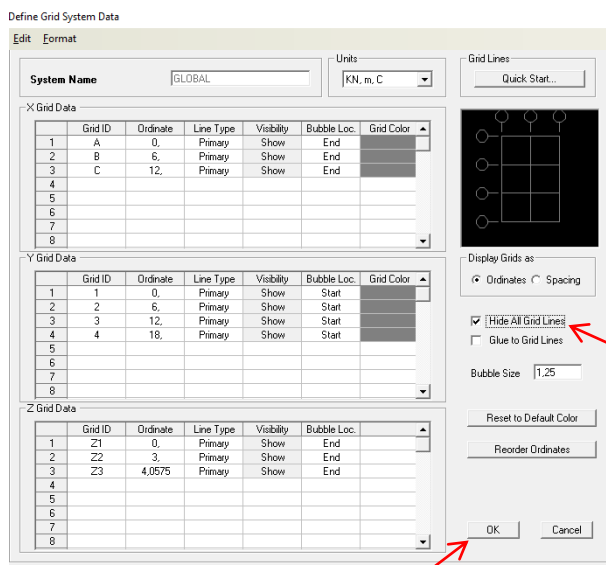 Define Grid System Data
Edit Format
System Name GLOBAL
Units
KN, m, C
Grid Lines
Quick Start...
X Grid Data
Grid ID Ordinate Line Type Visibility Bubble Loc. Grid Color
1 A 0, Primary Show End
2 B 6, Primary Show End
3 C 12, Primary Show End
4
5
6
7
8
Y Grid Data
Grid ID Ordinate Line Type Visibility Bubble Loc. Grid Color
1 1 0, Primary Show Start
2 2 6, Primary Show Start
3 3 12, Primary Show Start
4 4 18, Primary Show Start
5
6
7
8
Display Grids as
Ordinates Spacing
Hide All Grid Lines
Glue to Grid Lines
Bubble Size 1,25
Z Grid Data
Grid ID Ordinate Line Type Visibility Bubble Loc.
1 Z1 0, Primary Show End
2 Z2 3, Primary Show End
3 Z3 4,0575 Primary Show End
4
5
6
7
8
Reset to Default Color
Reorder Ordinates
OK Cancel